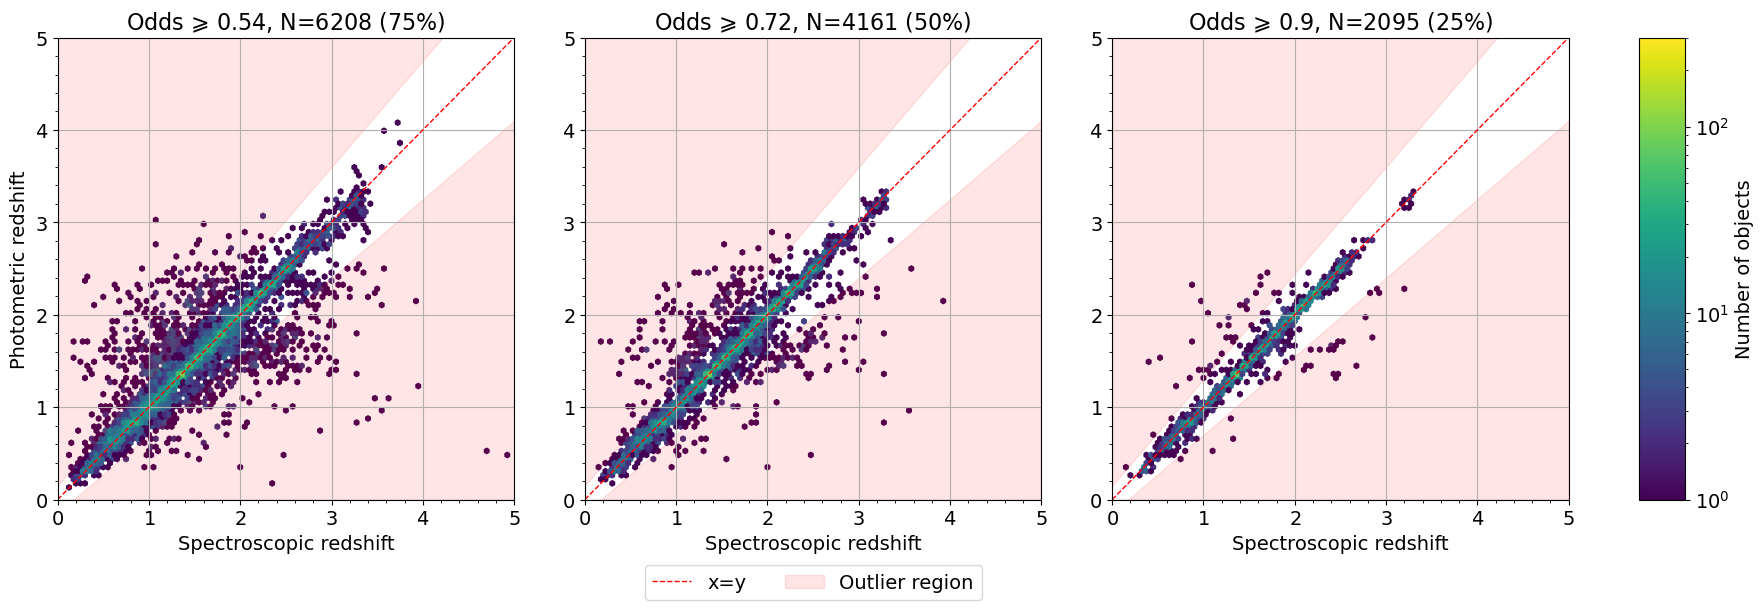 Odds ⩾ 0.54, N=6208 (75%)
Odds ⩾ 0.72, N=4161 (50%)
Odds ⩾ 0.9, N=2095 (25%)
Photometric redshift
5
4
3
2
1
0
0 1 2 3 4 5
Spectroscopic redshift
5
4
3
2
1
0
0 1 2 3 4 5
Spectroscopic redshift
5
4
3
2
1
0
0 1 2 3 4 5
Spectroscopic redshift
10²
10¹
10⁰
Number of objects
x=y
Outlier region